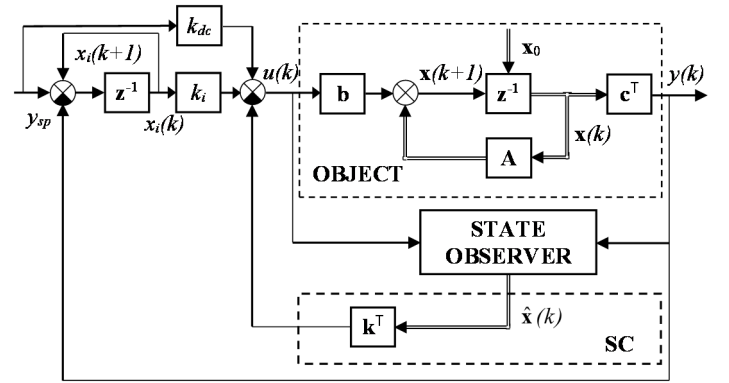 k_dc
x_i(k+1)
u(k)
x_0
b
x(k+1)
z^-1
c^T
y(k)
z^-1
k_i
y_sp
x_i(k)
x(k)
A
OBJECT
STATE
OBSERVER
k^T
x̂(k)
SC